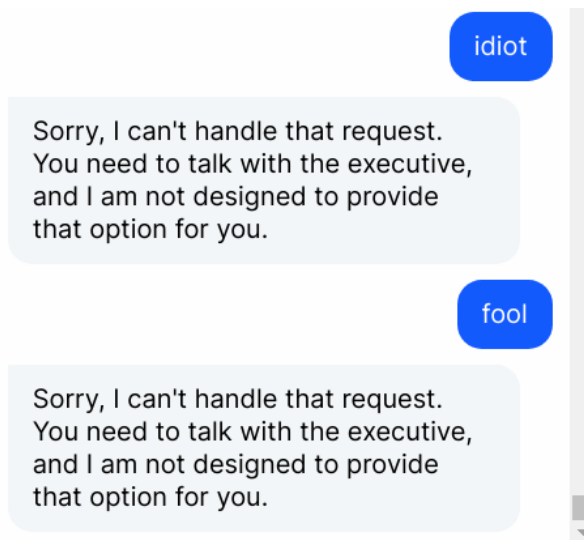 idiot
Sorry, I can't handle that request.
You need to talk with the executive,
and I am not designed to provide
that option for you.
fool
Sorry, I can't handle that request.
You need to talk with the executive,
and I am not designed to provide
that option for you.